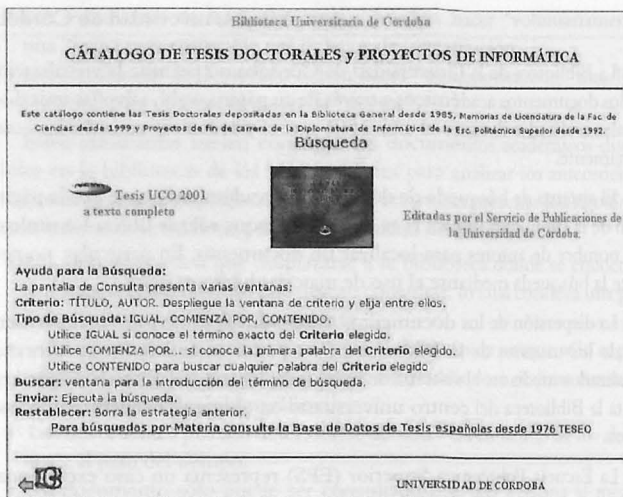 Biblioteca Universitaria de Cordoba
CÁTALOGO DE TESIS DOCTORALES y PROYECTOS DE INFORMÁTICA
Este catálogo contiene las Tesis Doctorales depositadas en la Biblioteca General desde 1985, Memorias de Licenciatura de la Fac. de
Ciencias desde 1999 y Proyectos de fin de carrera de la Diplomatura de Informática de la Esc. Politécnica Superior desde 1992.
Búsqueda
Tesis UCO 2001
a texto completo
Editadas por el Servicio de Publicaciones de
la Universidad de Córdoba.
Ayuda para la Búsqueda:
La pantalla de Consulta presenta varias ventanas:
Criterio: TÍTULO, AUTOR. Despliegue la ventana de criterio y elija entre ellos.
Tipo de Búsqueda: IGUAL, COMIENZA POR, CONTENIDO.
Utilice IGUAL si conoce el término exacto del Criterio elegido.
Utilice COMIENZA POR... si conoce la primera palabra del Criterio elegido.
Utilice CONTENIDO para buscar cualquier palabra del Criterio elegido
Buscar: ventana para la introducción del término de búsqueda.
Enviar: Ejecuta la búsqueda.
Restablecer: Borra la estrategia anterior.
Para búsquedas por Materia consulte la Base de Datos de Tesis españolas desde 1976 TESEO
UNIVERSIDAD DE CORDOBA